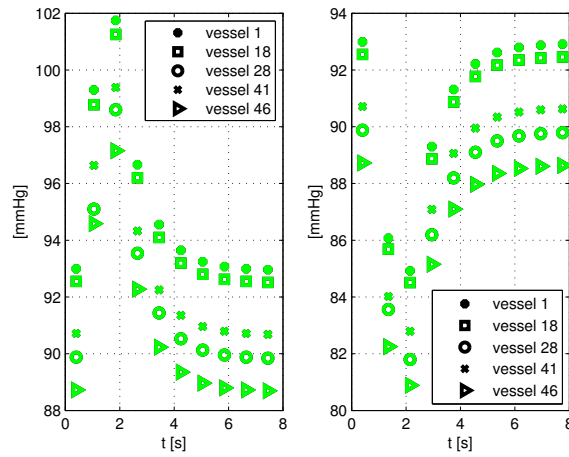 102
100
98
96
94
92
90
88
[mmHg]
0 2 4 6 8
t [s]
vessel 1
vessel 18
vessel 28
vessel 41
vessel 46
94
92
90
88
86
84
82
80
[mmHg]
0 2 4 6 8
t [s]
vessel 1
vessel 18
vessel 28
vessel 41
vessel 46